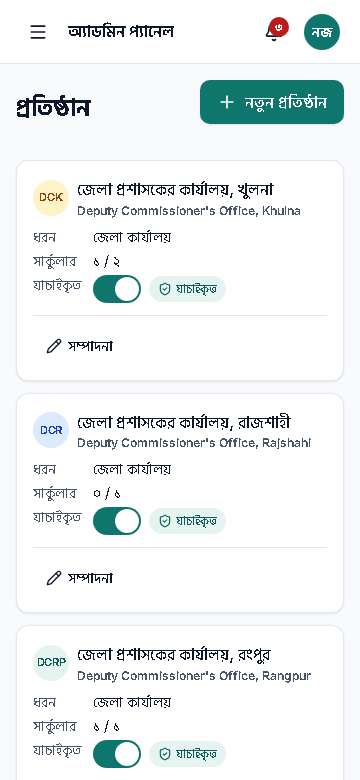 অ্যাডমিন প্যানেল
৩
নজ
প্রতিষ্ঠান
নতুন প্রতিষ্ঠান
DCK
জেলা প্রশাসকের কার্যালয়, খুলনা
Deputy Commissioner's Office, Khulna
ধরন জেলা কার্যালয়
সার্কুলার ১ / ২
যাচাইকৃত যাচাইকৃত
সম্পাদনা
DCR
জেলা প্রশাসকের কার্যালয়, রাজশাহী
Deputy Commissioner's Office, Rajshahi
ধরন জেলা কার্যালয়
সার্কুলার ০ / ১
যাচাইকৃত যাচাইকৃত
সম্পাদনা
DCRP
জেলা প্রশাসকের কার্যালয়, রংপুর
Deputy Commissioner's Office, Rangpur
ধরন জেলা কার্যালয়
সার্কুলার ১ / ১
যাচাইকৃত যাচাইকৃত